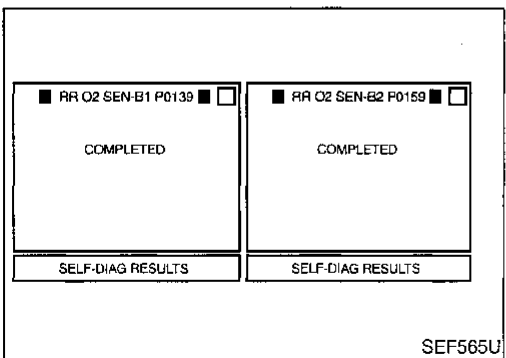 ■ RR O2 SEN-B1 P0139 ■
COMPLETED
SELF-DIAG RESULTS
■ RR O2 SEN-B2 P0159 ■
COMPLETED
SELF-DIAG RESULTS
SEF565U